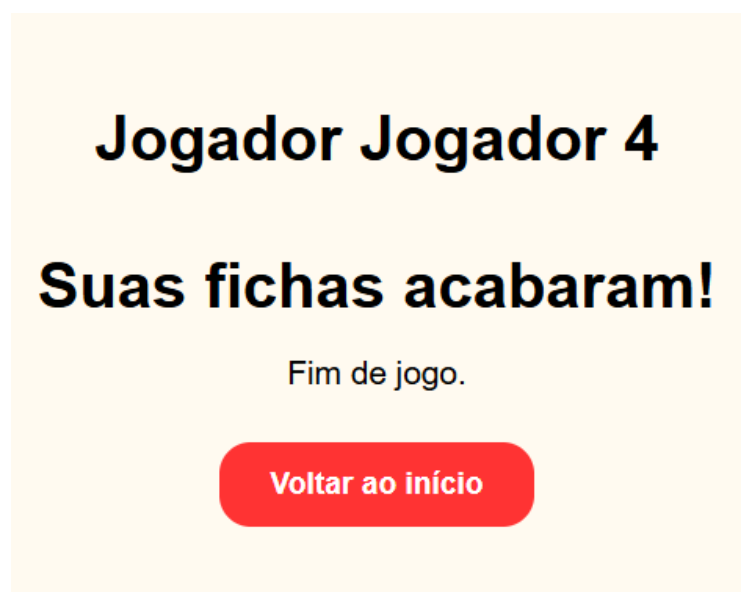 Jogador Jogador 4
Suas fichas acabaram!
Fim de jogo.
Voltar ao início